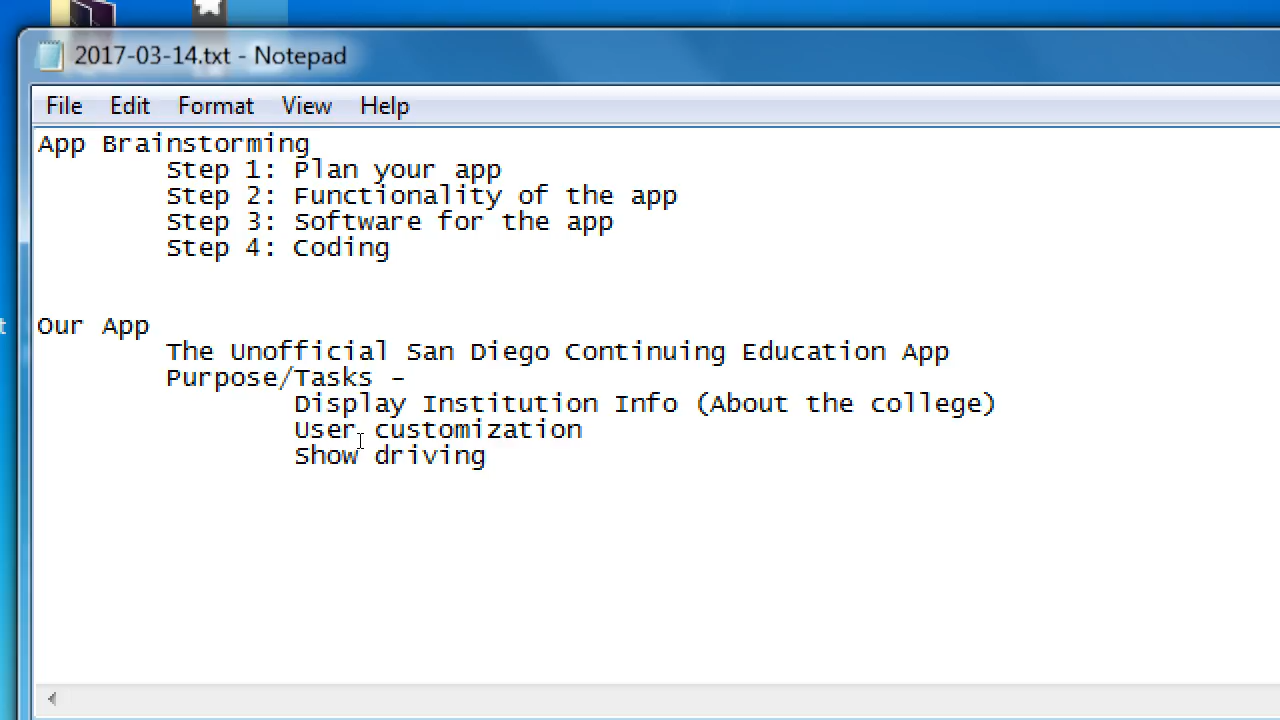 2017-03-14.txt - Notepad
File Edit Format View Help
App Brainstorming
Step 1: Plan your app
Step 2: Functionality of the app
Step 3: Software for the app
Step 4: Coding
Our App
The Unofficial San Diego Continuing Education App
Purpose/Tasks -
Display Institution Info (About the college)
User customization
Show driving